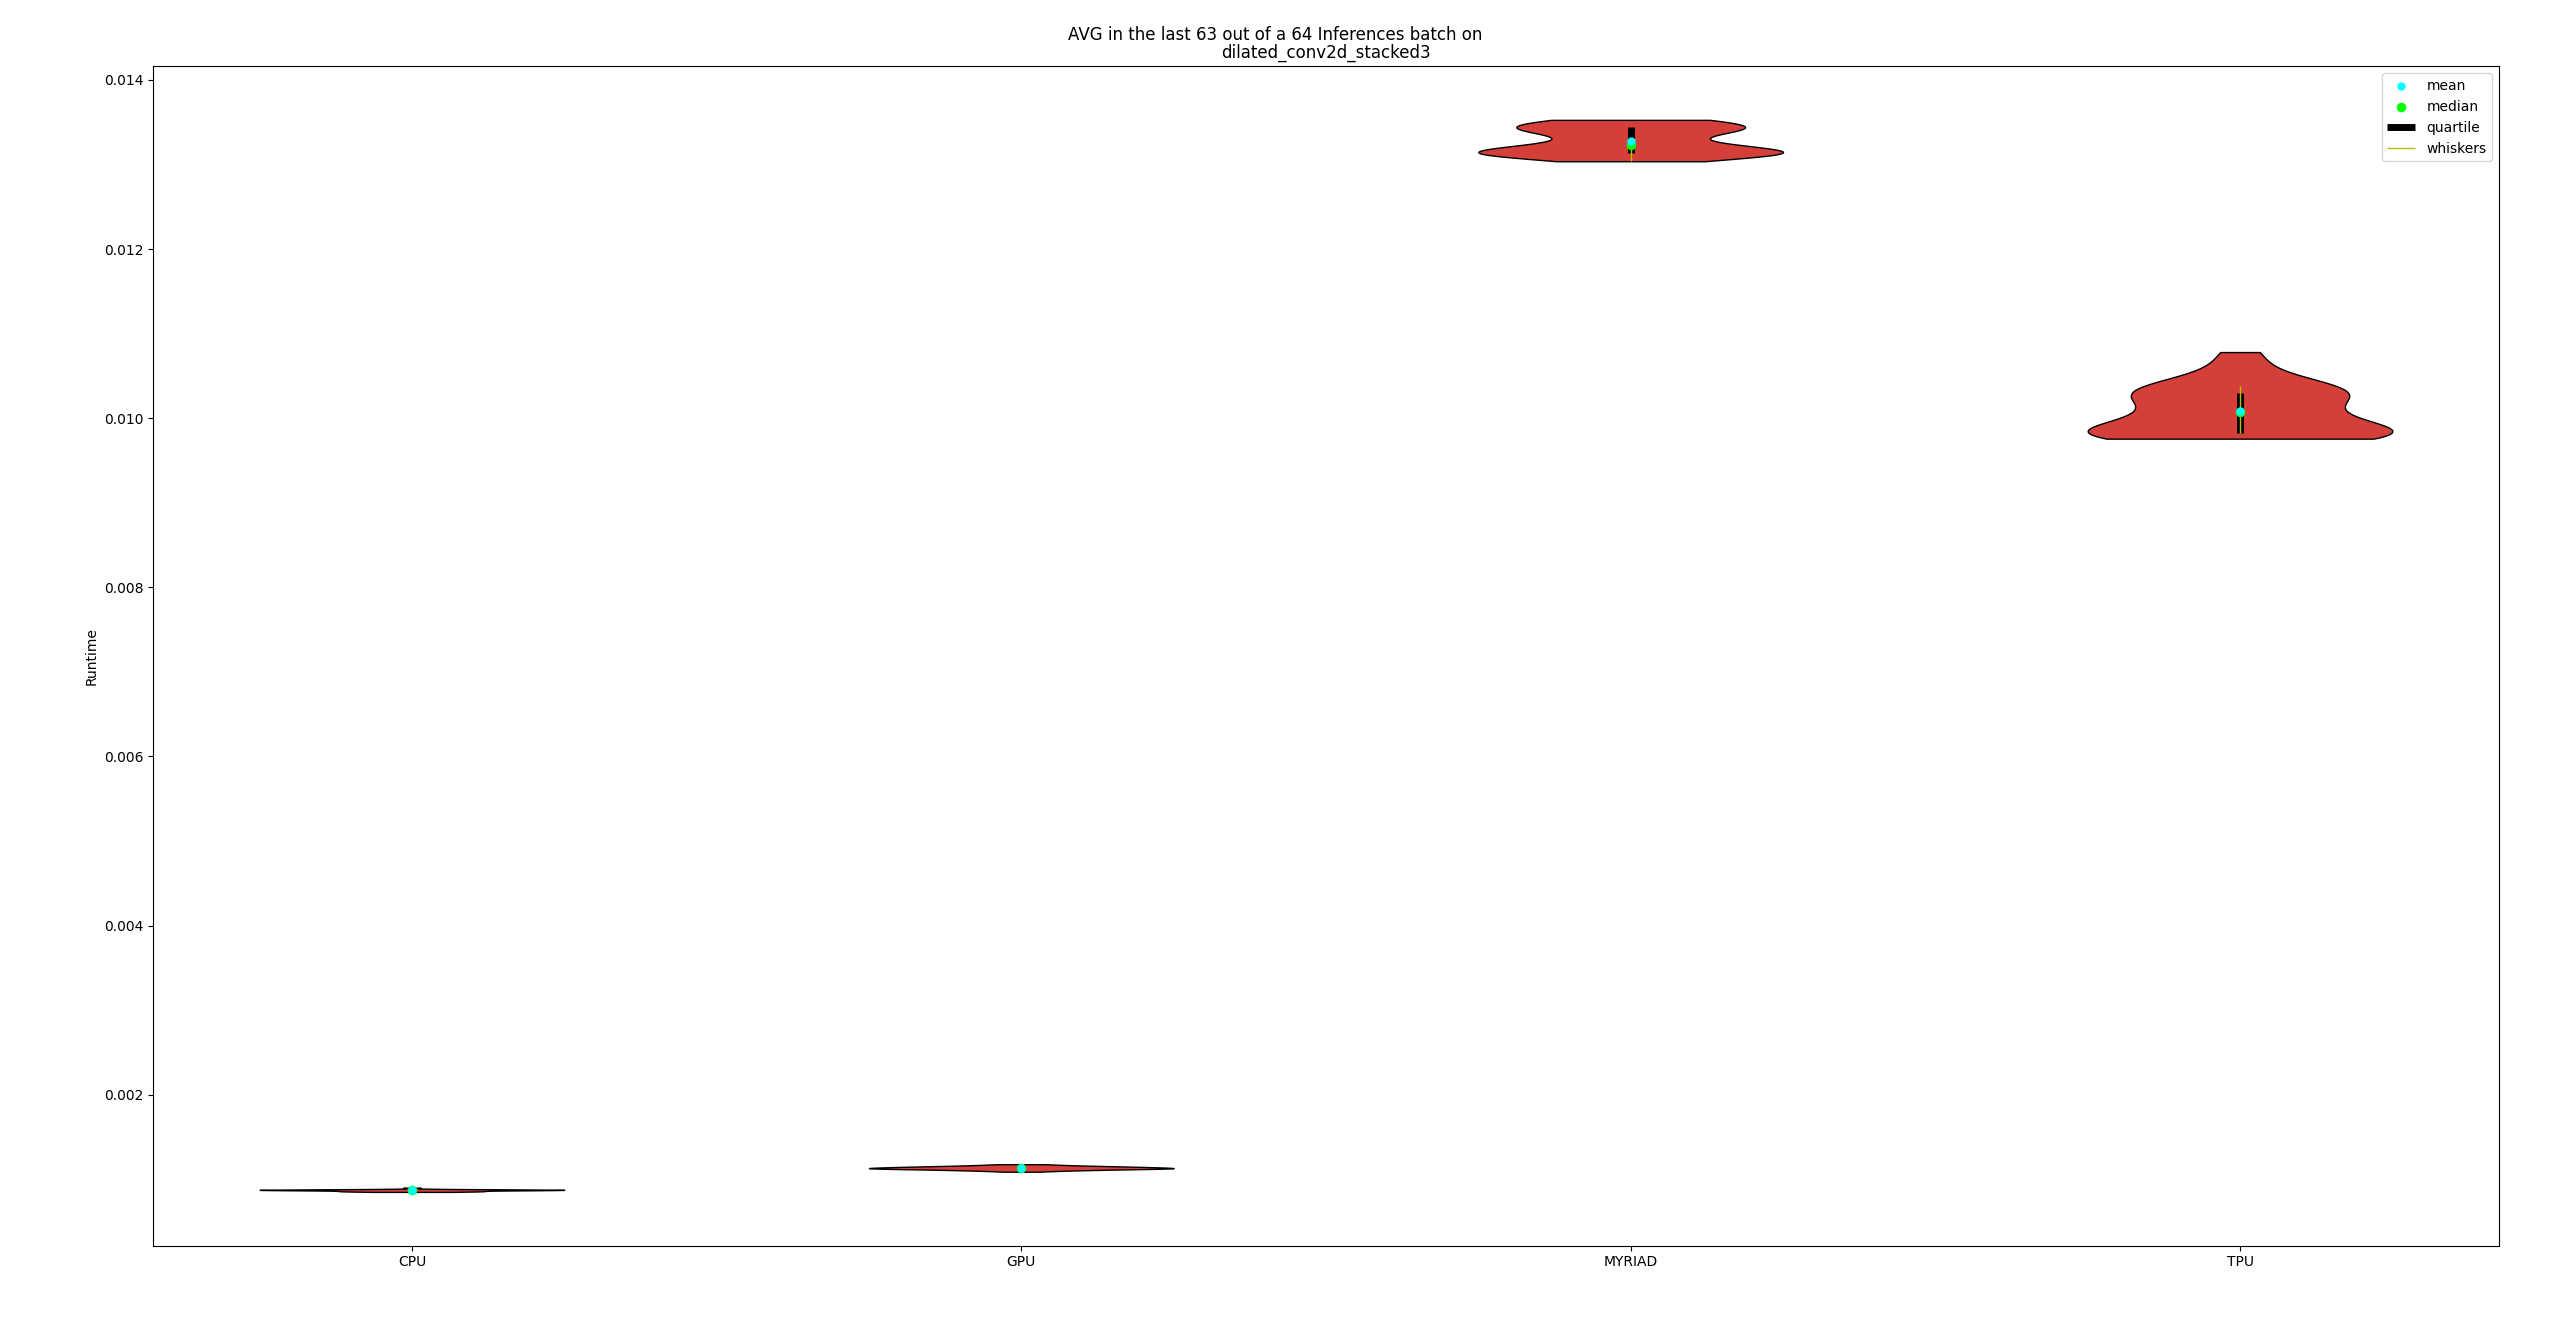 AVG in the last 63 out of a 64 Inferences batch on
dilated_conv2d_stacked3
mean
median
quartile
whiskers
Runtime
0.014
0.012
0.010
0.008
0.006
0.004
0.002
CPU GPU MYRIAD TPU